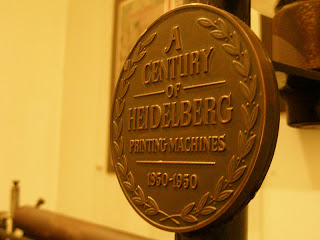 A
CENTURY
OF
HEIDELBERG
PRINTING-MACHINES
1850-1950